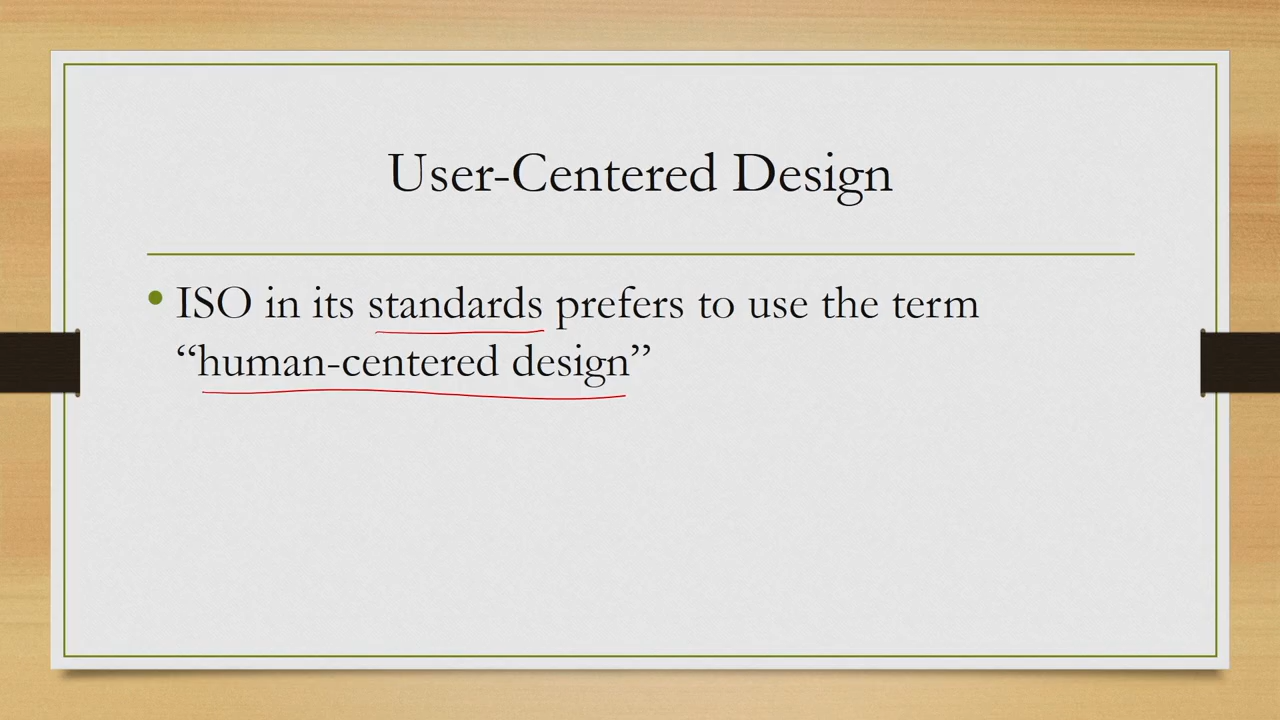 User-Centered Design
• ISO in its standards prefers to use the term
“human-centered design”